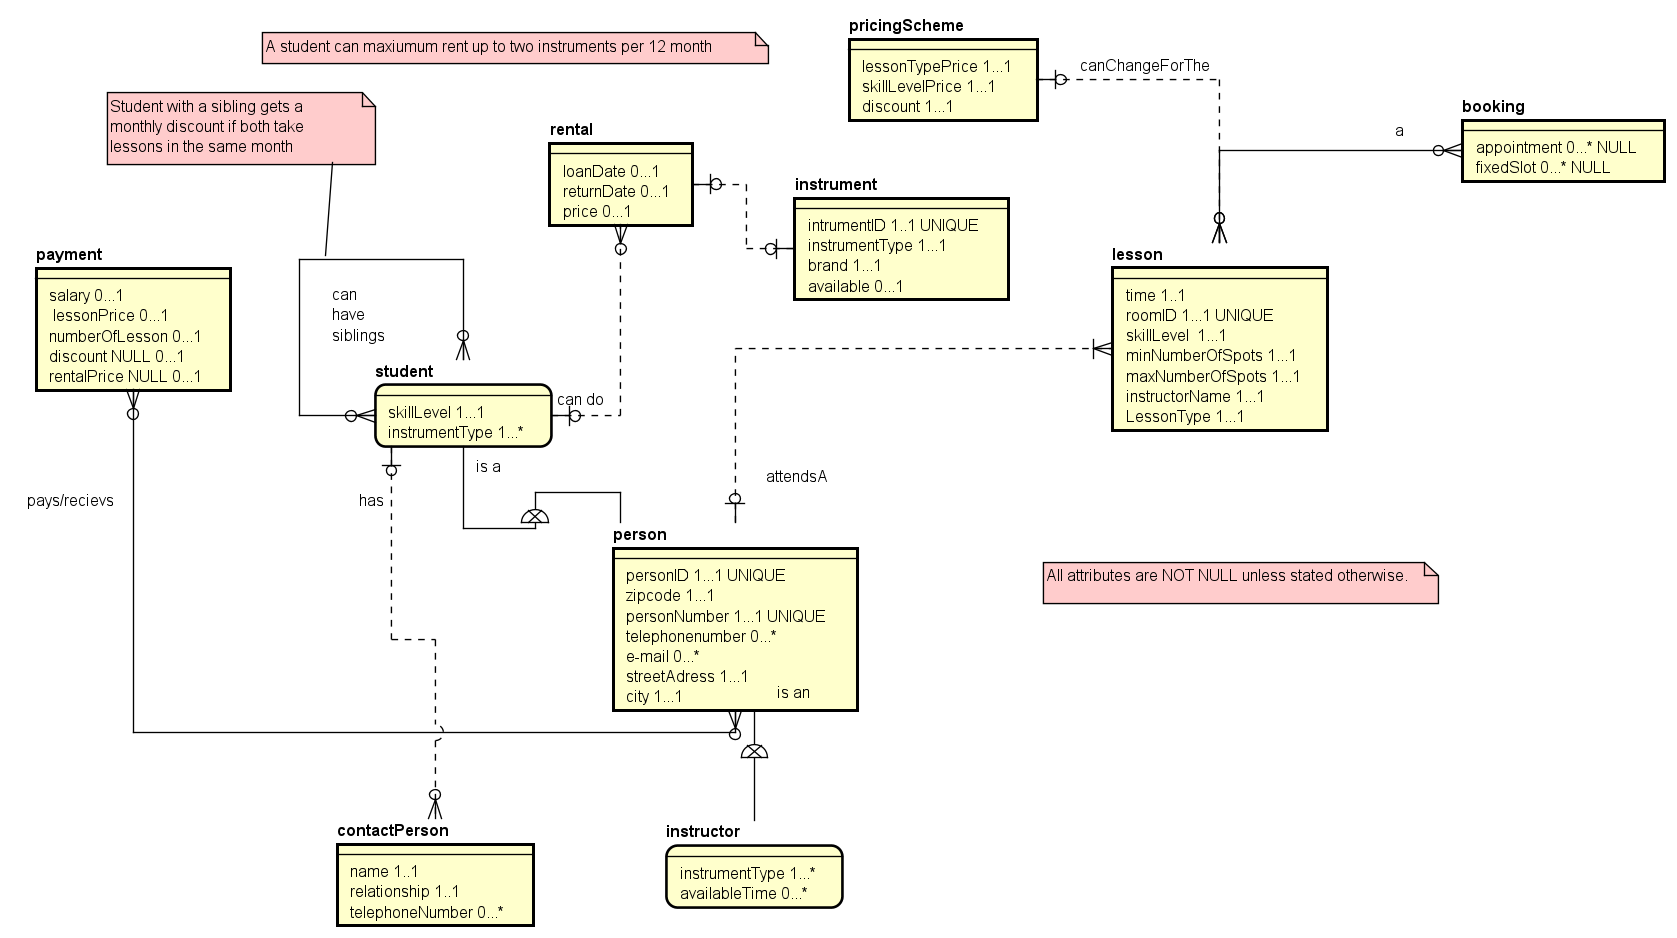 pricingScheme
lessonTypePrice 1...1
skillLevelPrice 1...1
discount 1...1
canChangeForThe
A student can maxiumum rent up to two instruments per 12 month
Student with a sibling gets a
monthly discount if both take
lessons in the same month
booking
appointment 0...* NULL
fixedSlot 0...* NULL
a
rental
loanDate 0...1
returnDate 0...1
price 0...1
instrument
intrumentID 1..1 UNIQUE
instrumentType 1...1
brand 1...1
available 0...1
payment
salary 0...1
lessonPrice 0...1
numberOfLesson 0...1
discount NULL 0...1
rentalPrice NULL 0...1
can
have
siblings
lesson
time 1..1
roomID 1...1 UNIQUE
skillLevel 1...1
minNumberOfSpots 1...1
maxNumberOfSpots 1...1
instructorName 1...1
LessonType 1...1
student
skillLevel 1...1
instrumentType 1...*
can do
is a
attendsA
pays/recievs
has
person
personID 1...1 UNIQUE
zipcode 1...1
personNumber 1...1 UNIQUE
telephonenumber 0...*
e-mail 0...*
streetAdress 1...1
city 1...1
is an
All attributes are NOT NULL unless stated otherwise.
contactPerson
name 1..1
relationship 1..1
telephoneNumber 0...*
instructor
instrumentType 1...*
availableTime 0...*